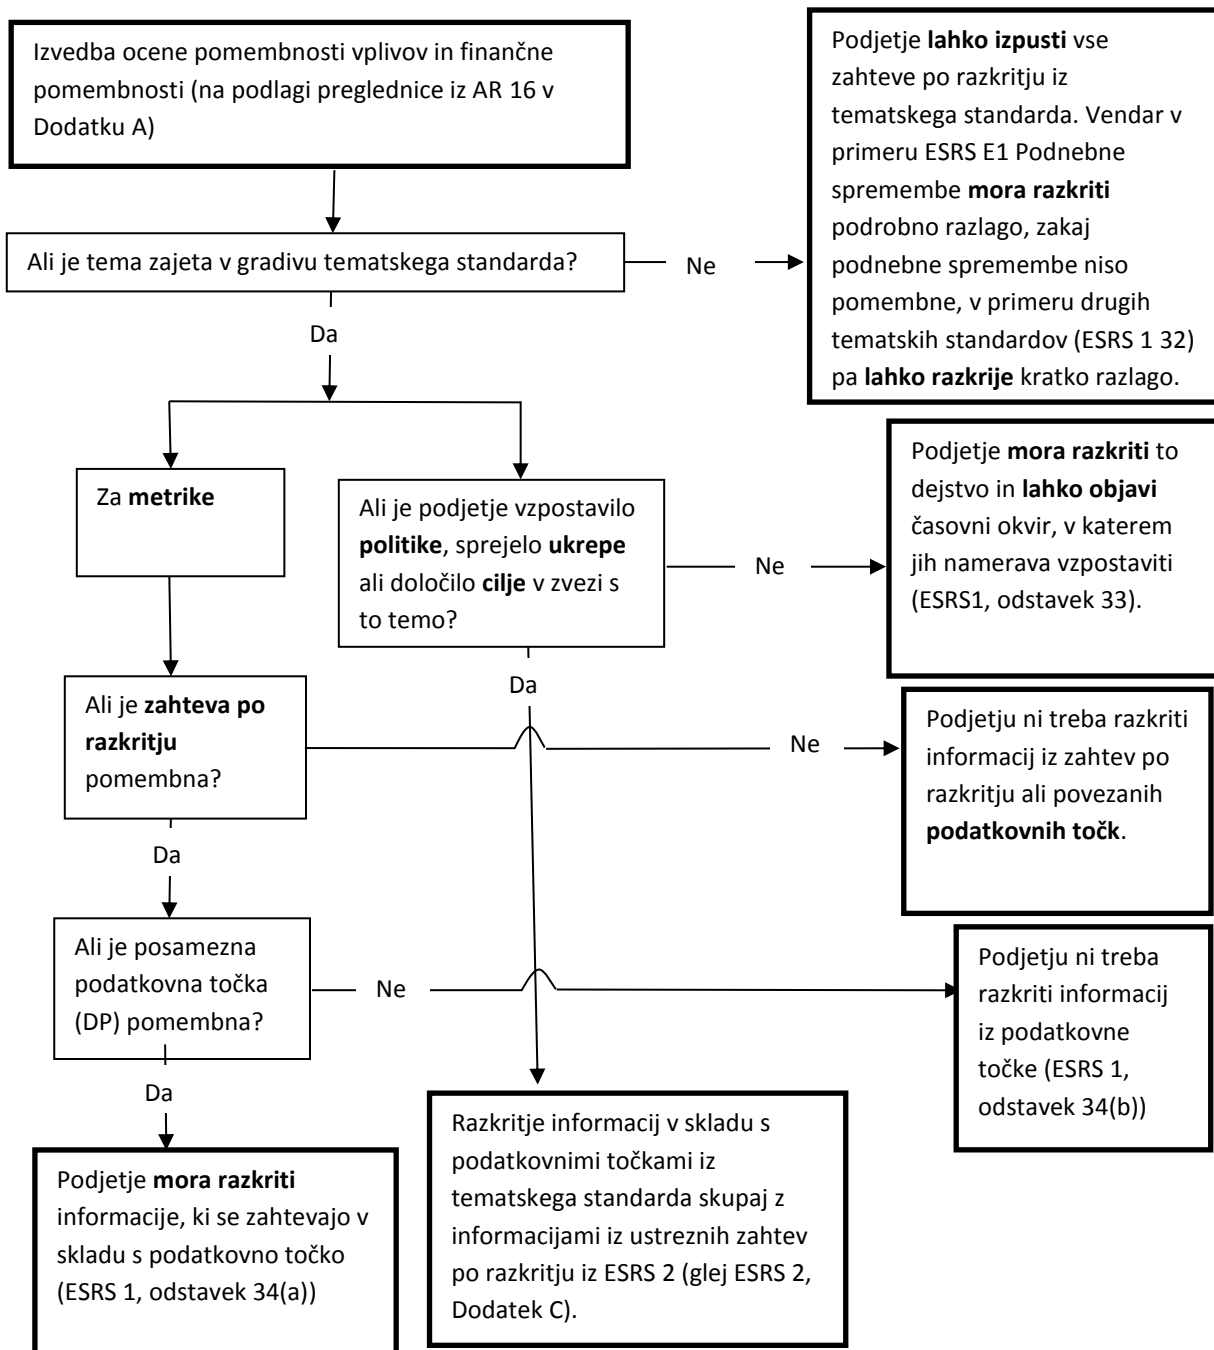 Izvedba ocene pomembnosti vplivov in finančne
pomembnosti (na podlagi preglednice iz AR 16 v
Dodatku A)
Podjetje lahko izpusti vse
zahteve po razkritju iz
tematskega standarda. Vendar v
primeru ESRS E1 Podnebne
spremembe mora razkriti
podrobno razlago, zakaj
podnebne spremembe niso
pomembne, v primeru drugih
tematskih standardov (ESRS 1 32)
pa lahko razkrije kratko razlago.
Ali je tema zajeta v gradivu tematskega standarda?
Ne
Da
Za metrike
Ali je podjetje vzpostavilo
politike, sprejelo ukrepe
ali določilo cilje v zvezi s
to temo?
Ne
Podjetje mora razkriti to
dejstvo in lahko objavi
časovni okvir, v katerem
jih namerava vzpostaviti
(ESRS1, odstavek 33).
Da
Ali je zahteva po
razkritju
pomembna?
Ne
Podjetju ni treba razkriti
informacij iz zahtev po
razkritju ali povezanih
podatkovnih točk.
Da
Ali je posamezna
podatkovna točka
(DP) pomembna?
Ne
Podjetju ni treba
razkriti informacij
iz podatkovne
točke (ESRS 1,
odstavek 34(b))
Da
Podjetje mora razkriti
informacije, ki se zahtevajo v
skladu s podatkovno točko
(ESRS 1, odstavek 34(a))
Razkritje informacij v skladu s
podatkovnimi točkami iz
tematskega standarda skupaj z
informacijami iz ustreznih zahtev
po razkritju iz ESRS 2 (glej ESRS 2,
Dodatek C).